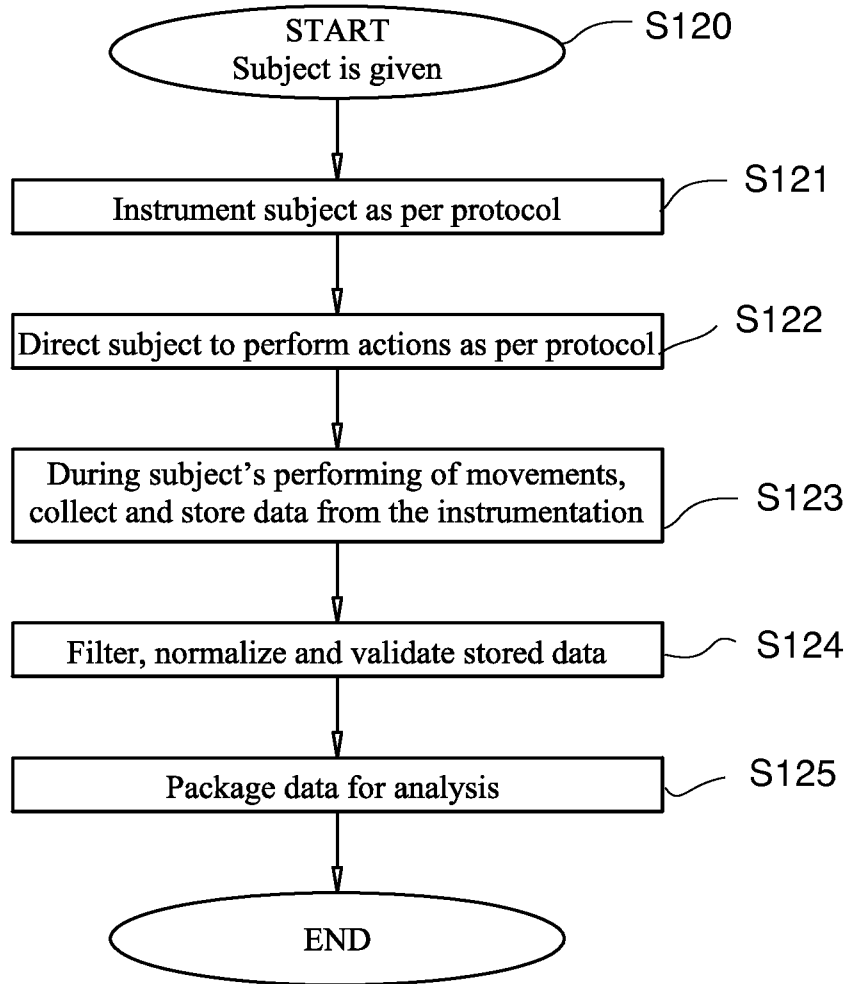 START
Subject is given
S120
Instrument subject as per protocol
S121
Direct subject to perform actions as per protocol
S122
During subject’s performing of movements,
collect and store data from the instrumentation
S123
Filter, normalize and validate stored data
S124
Package data for analysis
S125
END